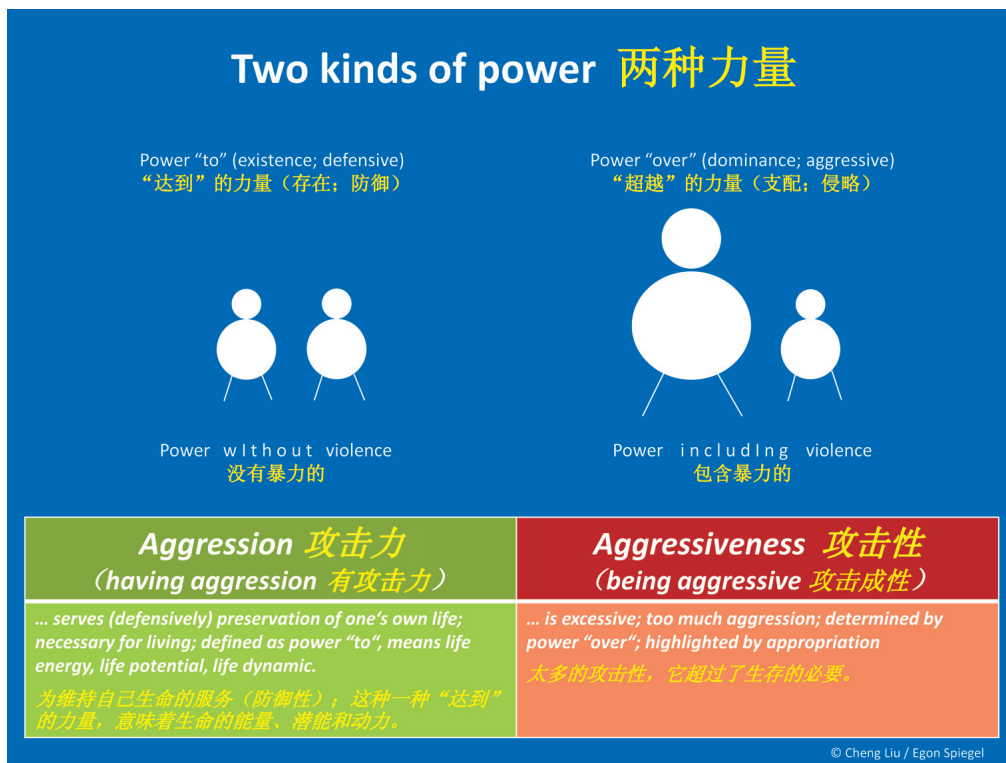 Two kinds of power 两种力量
Power “to” (existence; defensive)
“达到”的力量（存在；防御）
Power “over” (dominance; aggressive)
“超越”的力量（支配；侵略）
Power wIthout violence
没有暴力的
Power includIng violence
包含暴力的
Aggression 攻击力
（having aggression 有攻击力）
... serves (defensively) preservation of one‘s own life;
necessary for living; defined as power “to“, means life
energy, life potential, life dynamic.
为维持自己生命的服务（防御性）；这种一种“达到”
的力量，意味着生命的能量、潜能和动力。
Aggressiveness 攻击性
（being aggressive 攻击成性）
... is excessive; too much aggression; determined by
power “over“; highlighted by appropriation
太多的攻击性，它超过了生存的必要。
© Cheng Liu / Egon Spiegel